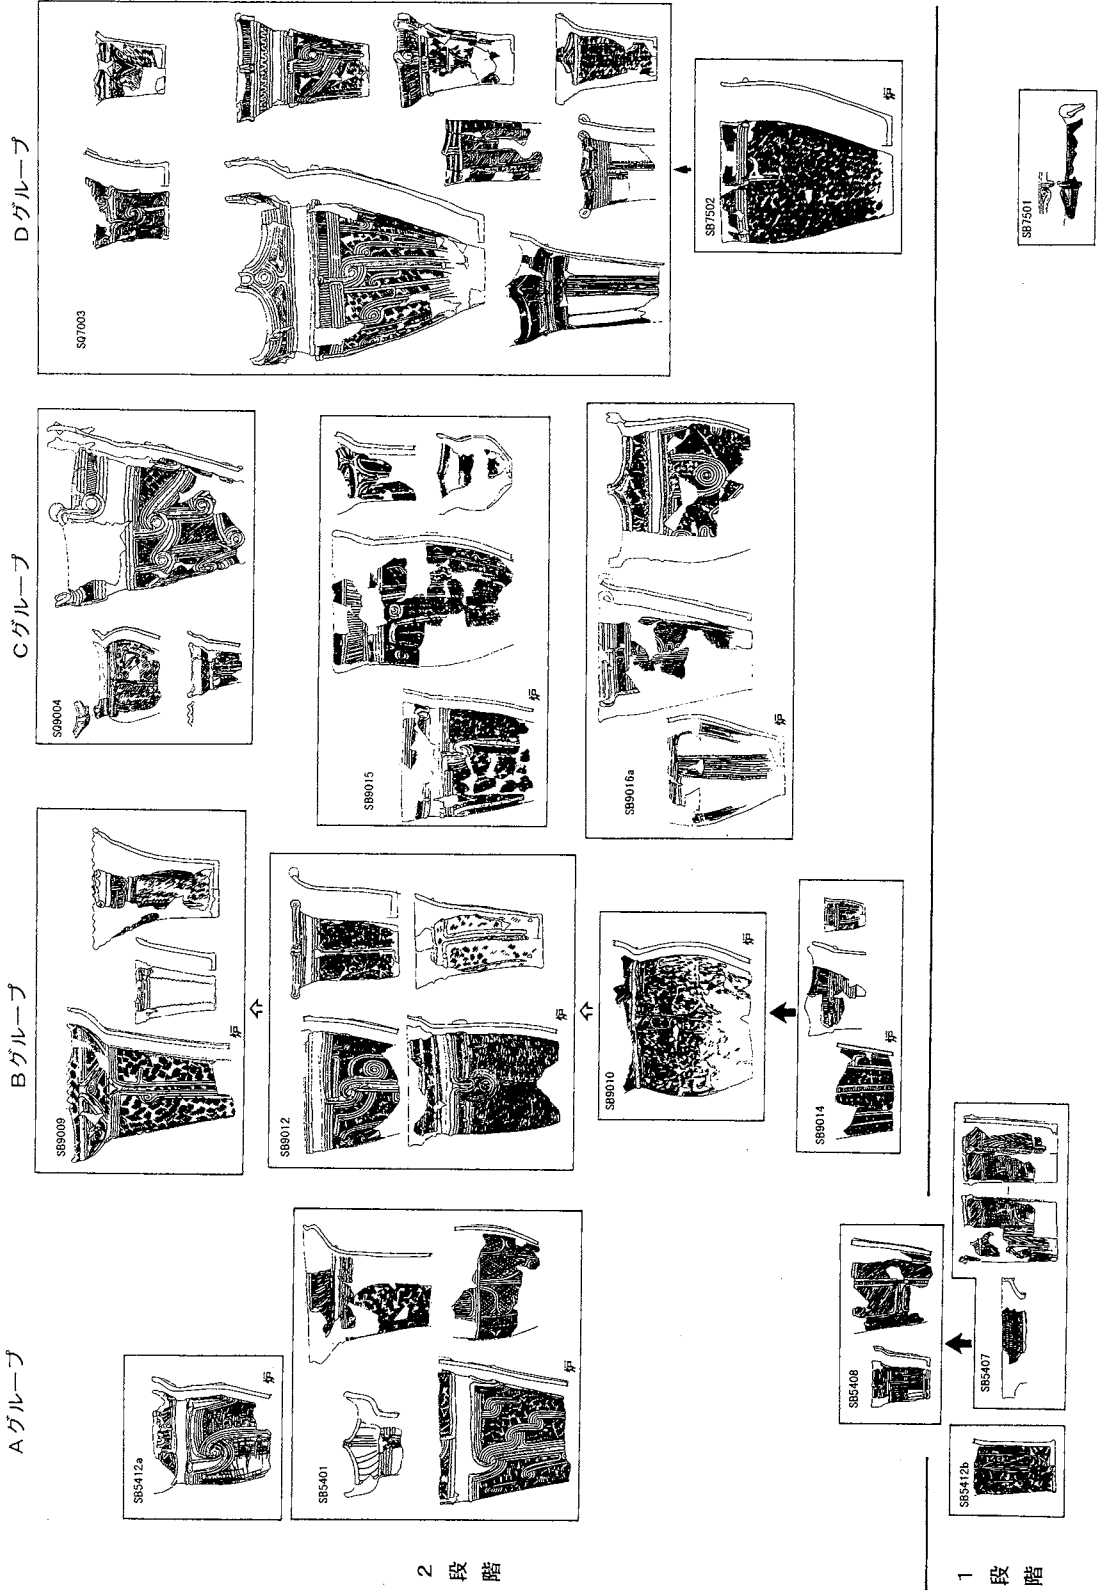 Aグループ
Bグループ
Cグループ
Dグループ
2段階
SB5412a
炉
SB5401
炉
SB5408
SB9009
炉
SB9012
炉
SB9010
炉
SB9014
炉
SQ9004
SB9015
炉
SB9016a
SQ7003
SB7502
炉
1段階
SB5412b
SB5407
SB7501